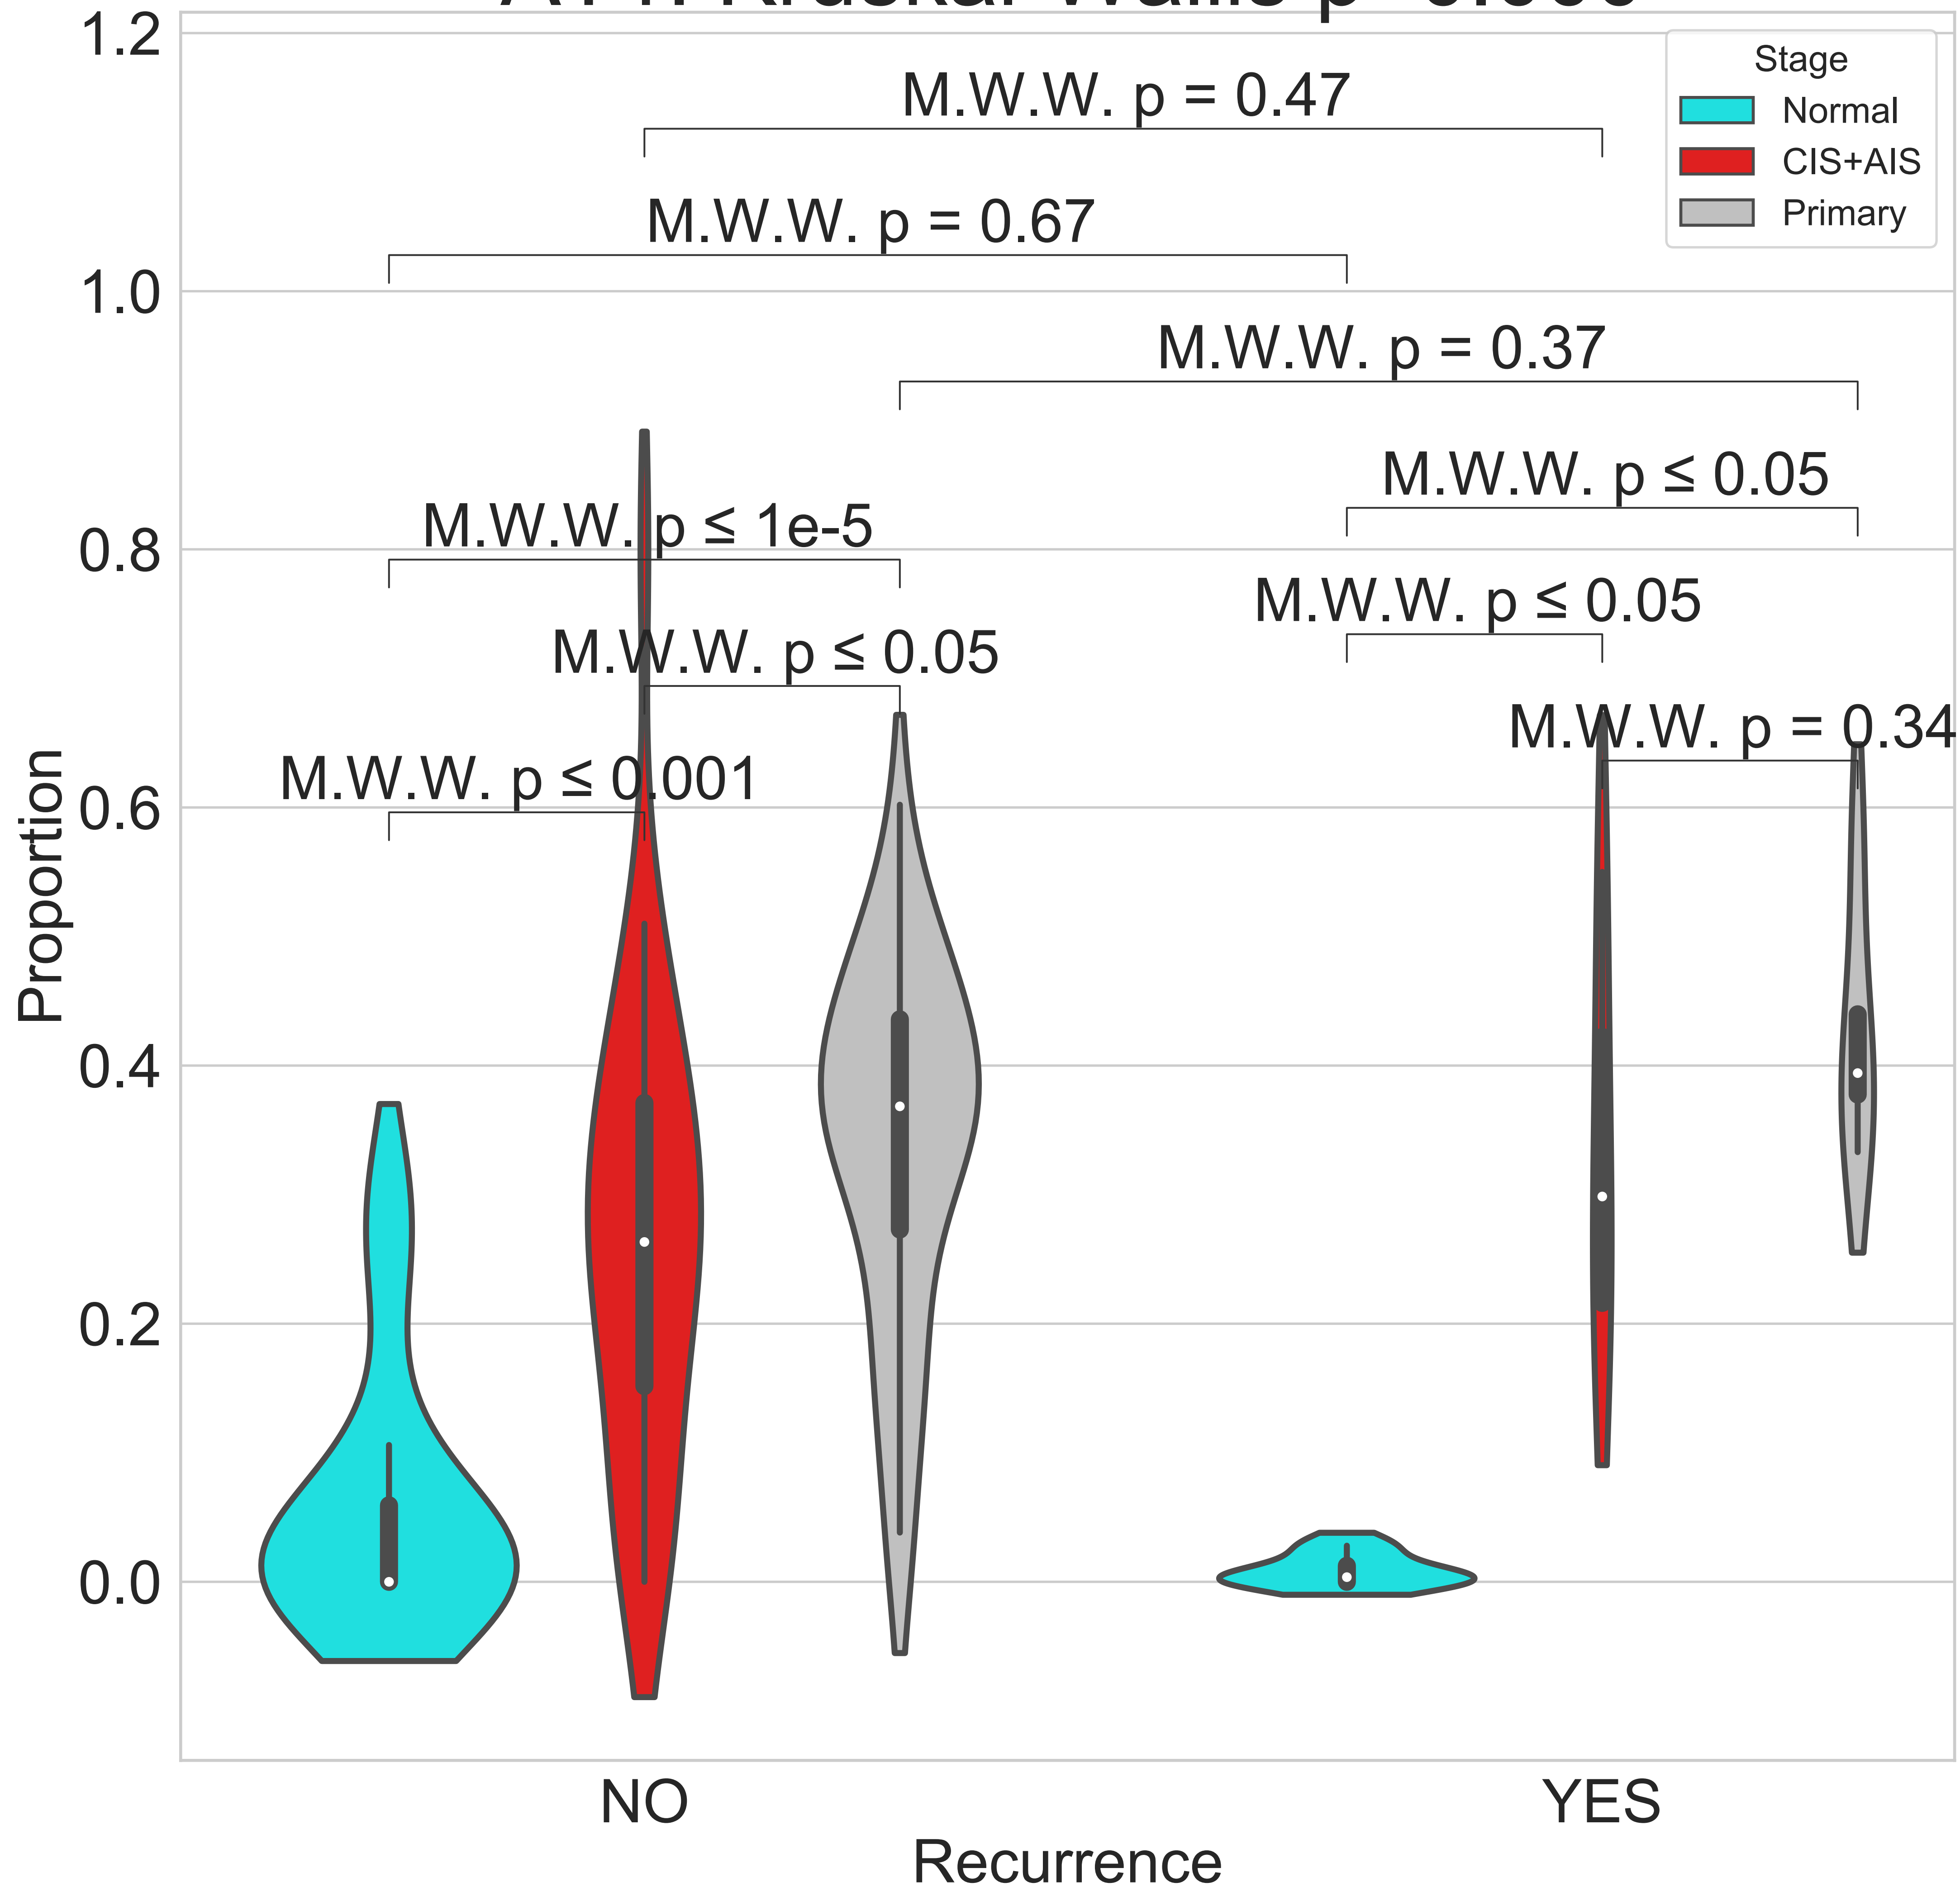 1.2
1.0
0.8
0.6
0.4
0.2
0.0
Proportion
M.W.W. p = 0.47
M.W.W. p = 0.67
M.W.W. p = 0.37
M.W.W. p ≤ 0.05
M.W.W. p ≤ 1e-5
M.W.W. p ≤ 0.05
M.W.W. p ≤ 0.05
M.W.W. p = 0.34
M.W.W. p ≤ 0.001
Stage
Normal
CIS+AIS
Primary
NO
YES
Recurrence